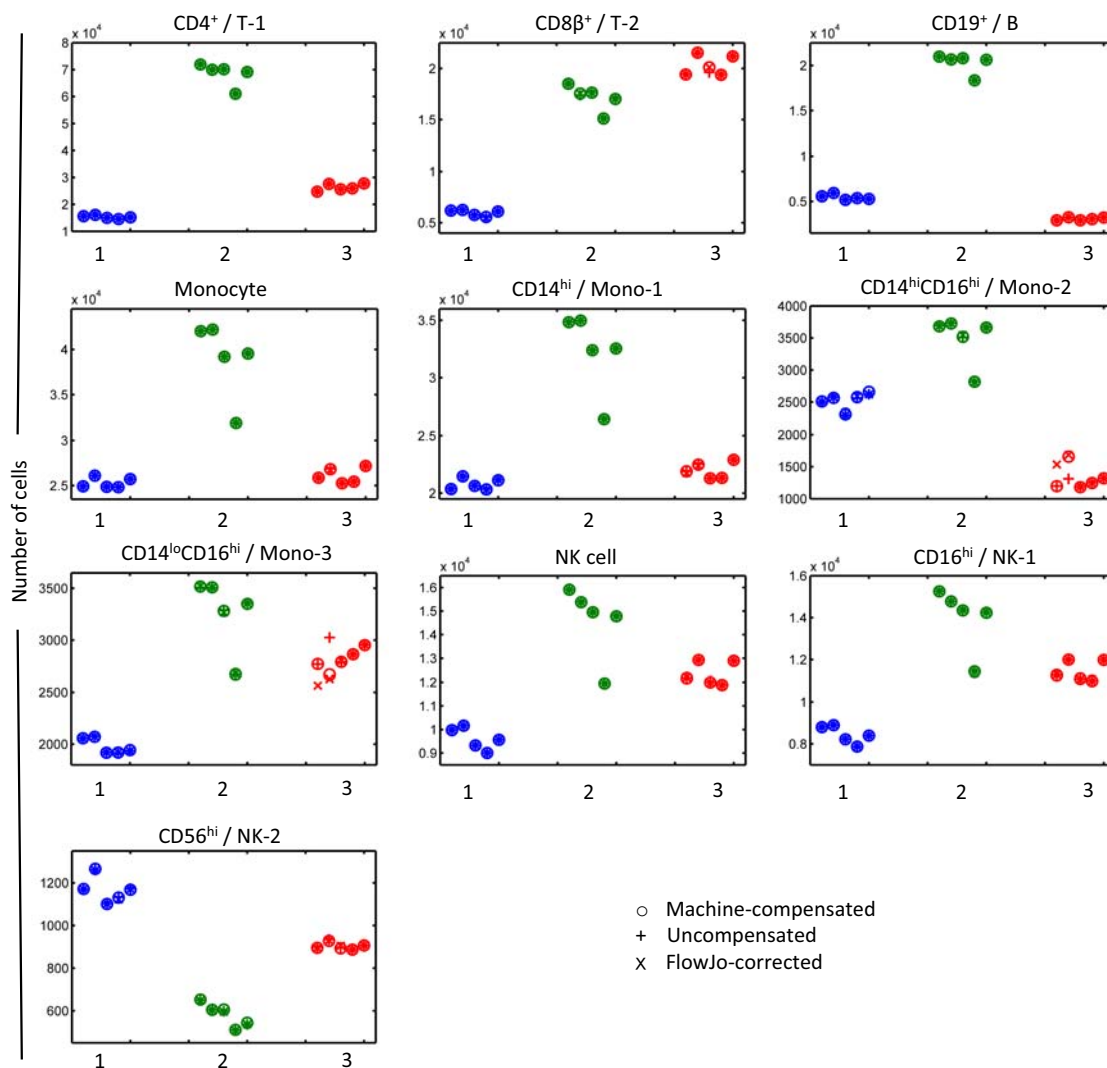 Number of cells
CD4⁺ / T-1
x 10⁴
8
7
6
5
4
3
2
1
1 2 3
CD8β⁺ / T-2
x 10⁴
2
1.5
1
0.5
1 2 3
CD19⁺ / B
x 10⁴
2
1.5
1
0.5
1 2 3
Monocyte
x 10⁴
4
3.5
3
2.5
1 2 3
CD14ʰⁱ / Mono-1
x 10⁴
3.5
3
2.5
2
1 2 3
CD14ʰⁱCD16ʰⁱ / Mono-2
4000
3500
3000
2500
2000
1500
1000
1 2 3
CD14ˡᵒCD16ʰⁱ / Mono-3
3500
3000
2500
2000
1 2 3
NK cell
x 10⁴
1.6
1.5
1.4
1.3
1.2
1.1
1
0.9
1 2 3
CD16ʰⁱ / NK-1
x 10⁴
1.6
1.4
1.2
1
0.8
1 2 3
CD56ʰⁱ / NK-2
1200
1000
800
600
1 2 3
o Machine-compensated
+ Uncompensated
x FlowJo-corrected